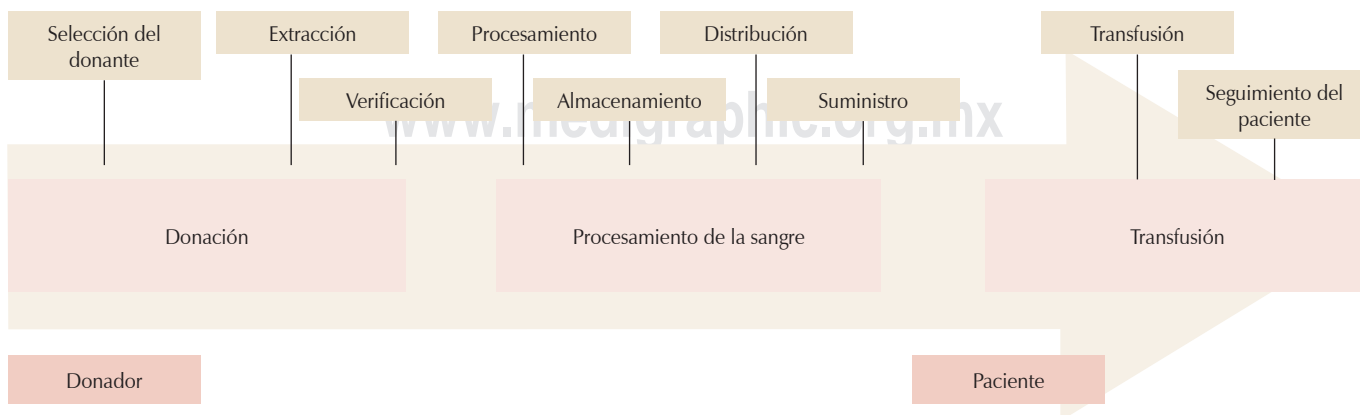 Selección del
donante
Extracción
Procesamiento
Distribución
Transfusión
Verificación
Almacenamiento
Suministro
Seguimiento del
paciente
www.medigraphic.org.mx
Donación
Procesamiento de la sangre
Transfusión
Donador
Paciente